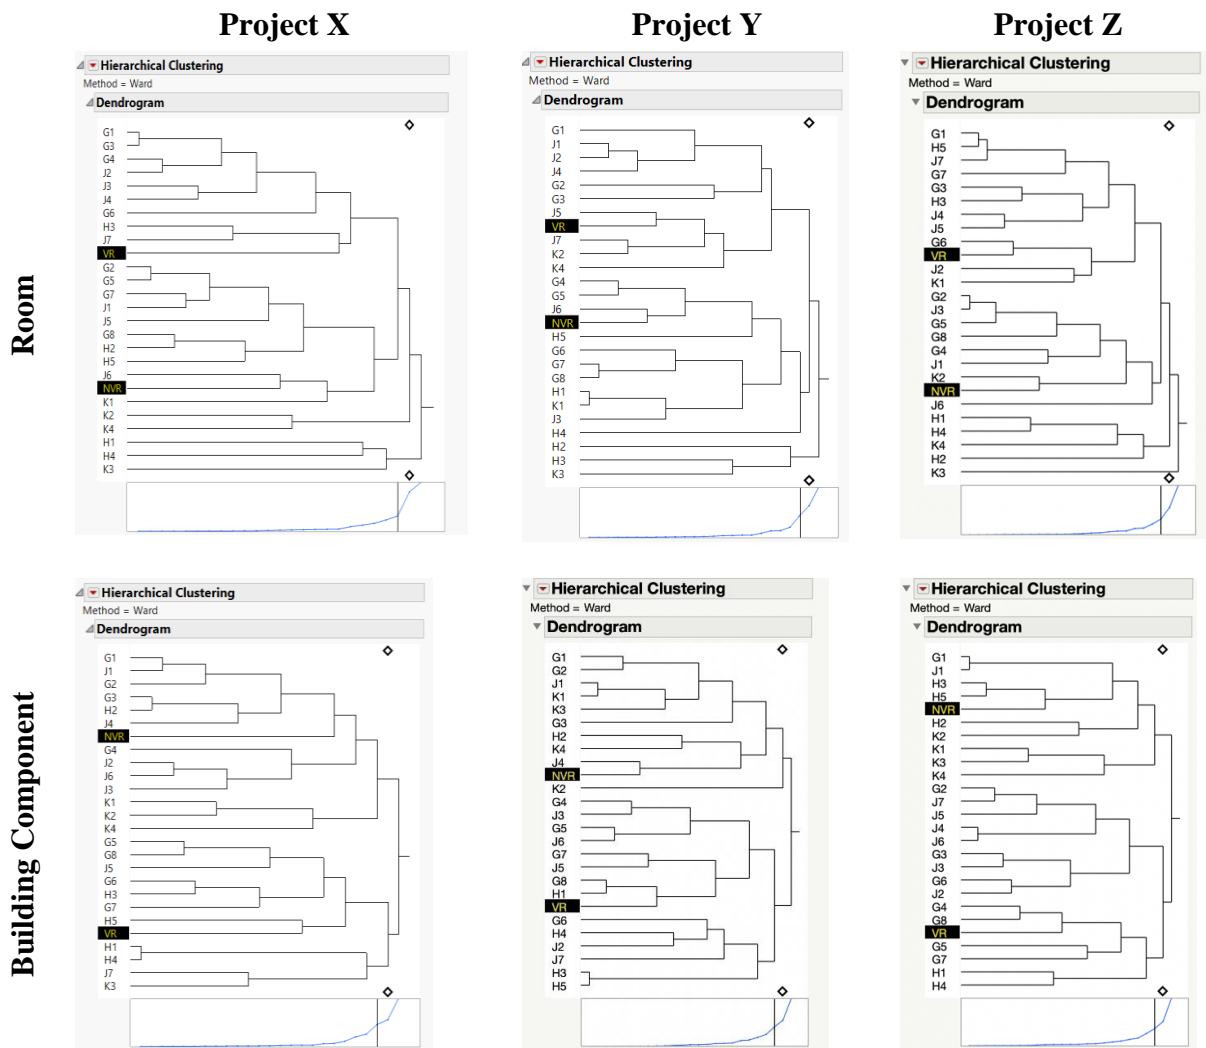 Project X
Project Y
Project Z
Room
Hierarchical Clustering
Method = Ward
Dendrogram
G1
G3
G4
J2
J3
J4
G6
H3
J7
VR
G2
G5
G7
J1
J5
G8
H2
H5
J6
NVR
K1
K2
K4
H1
H4
K3
Hierarchical Clustering
Method = Ward
Dendrogram
G1
J1
J2
J4
G2
G3
J5
VR
J7
K2
K4
G4
G5
J6
NVR
H5
G6
G7
G8
H1
K1
J3
H4
H2
H3
K3
Hierarchical Clustering
Method = Ward
Dendrogram
G1
H5
J7
G7
G3
H3
J4
J5
G6
VR
J2
K1
G2
J3
G5
G8
G4
J1
K2
NVR
J6
H1
H4
K4
H2
K3
Building Component
Hierarchical Clustering
Method = Ward
Dendrogram
G1
J1
G2
G3
H2
J4
NVR
G4
J2
J6
J3
K1
K2
K4
G5
G8
J5
G6
H3
G7
H5
VR
H1
H4
J7
K3
Hierarchical Clustering
Method = Ward
Dendrogram
G1
G2
J1
K1
K3
G3
H2
K4
J4
NVR
K2
G4
J3
G5
J6
G7
J5
G8
H1
VR
G6
H4
J2
J7
H3
H5
Hierarchical Clustering
Method = Ward
Dendrogram
G1
J1
H3
H5
NVR
H2
K2
K1
K3
K4
G2
J7
J5
J4
J6
G3
J3
G6
J2
G4
G8
VR
G5
G7
H1
H4